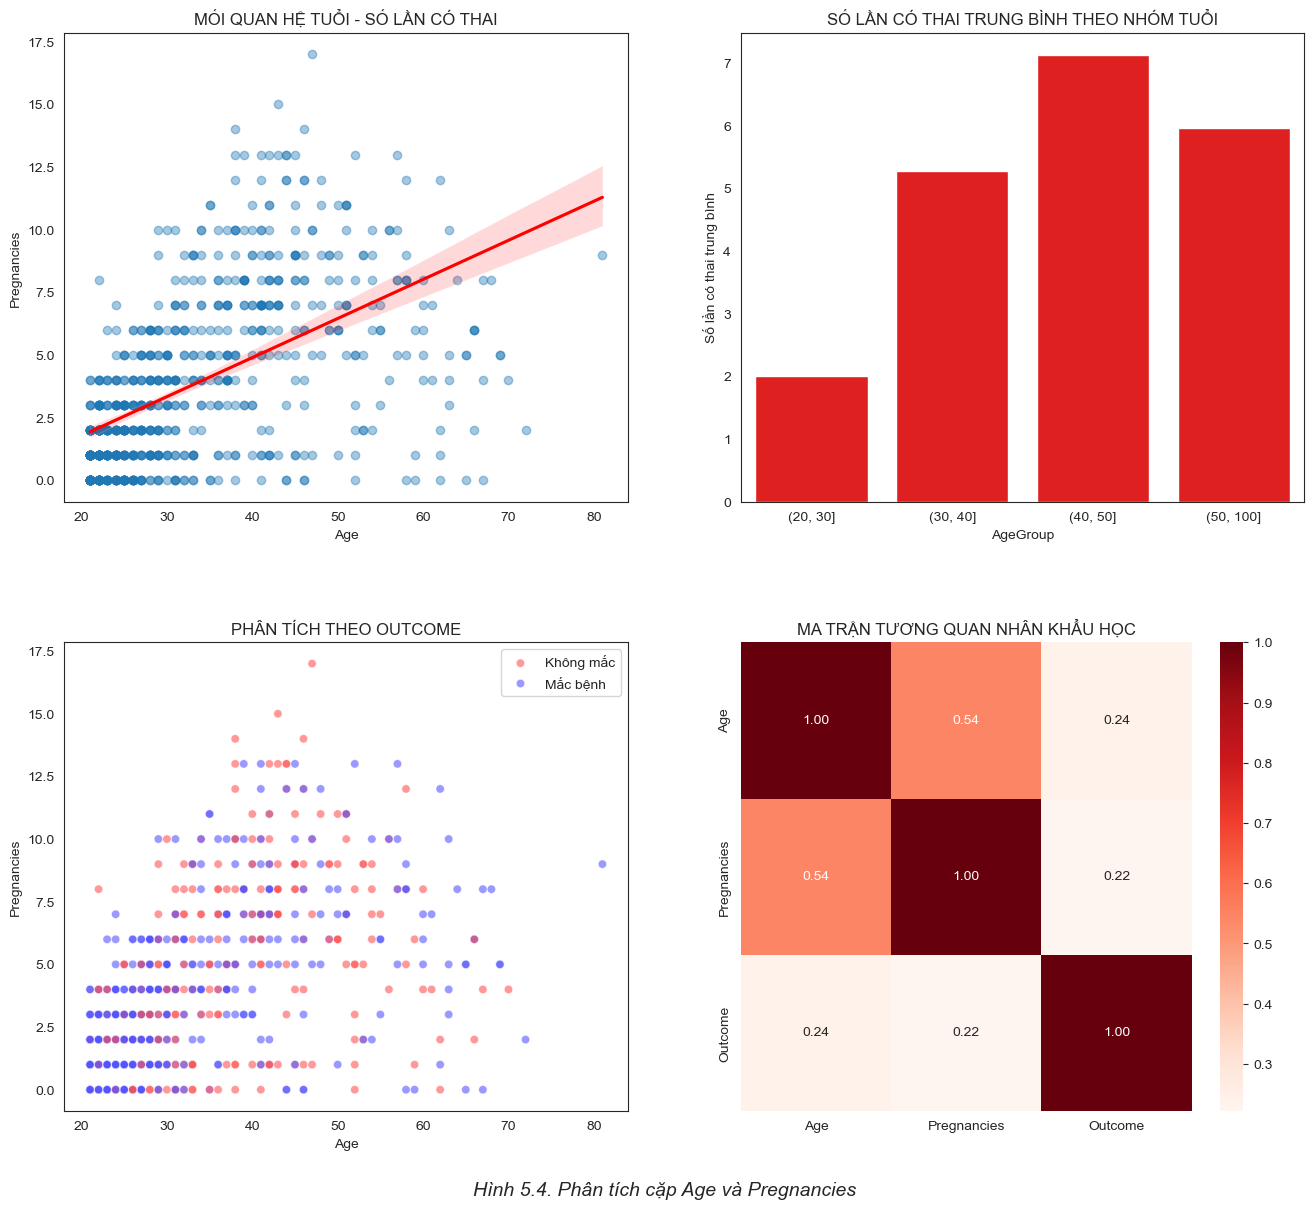 MÓI QUAN HỆ TUỔI - SÓ LẦN CÓ THAI
17.5
15.0
12.5
10.0
7.5
5.0
2.5
0.0
Pregnancies
20 30 40 50 60 70 80
Age
SÓ LẦN CÓ THAI TRUNG BÌNH THEO NHÓM TUỔI
7
6
5
4
3
2
1
0
Số lần có thai trung bình
(20, 30] (30, 40] (40, 50] (50, 100]
AgeGroup
PHÂN TÍCH THEO OUTCOME
Không mắc
Mắc bệnh
17.5
15.0
12.5
10.0
7.5
5.0
2.5
0.0
Pregnancies
20 30 40 50 60 70 80
Age
MA TRẬN TƯƠNG QUAN NHÂN KHẨU HỌC
Age
Pregnancies
Outcome
1.00 0.54 0.24
0.54 1.00 0.22
0.24 0.22 1.00
Age Pregnancies Outcome
1.0
0.9
0.8
0.7
0.6
0.5
0.4
0.3
Hình 5.4. Phân tích cặp Age và Pregnancies